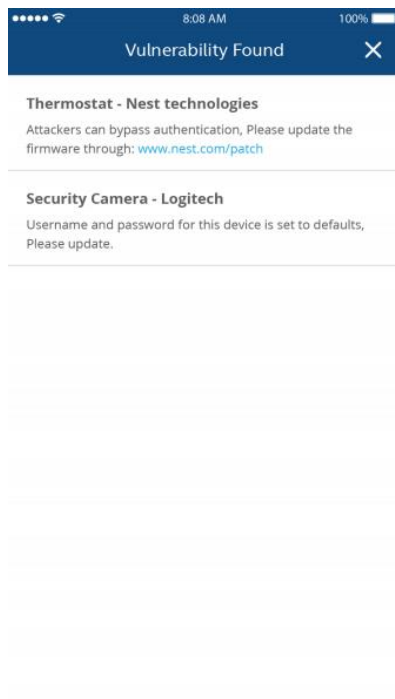 8:08 AM
100%
Vulnerability Found
Thermostat - Nest technologies
Attackers can bypass authentication, Please update the
firmware through: www.nest.com/patch
Security Camera - Logitech
Username and password for this device is set to defaults,
Please update.